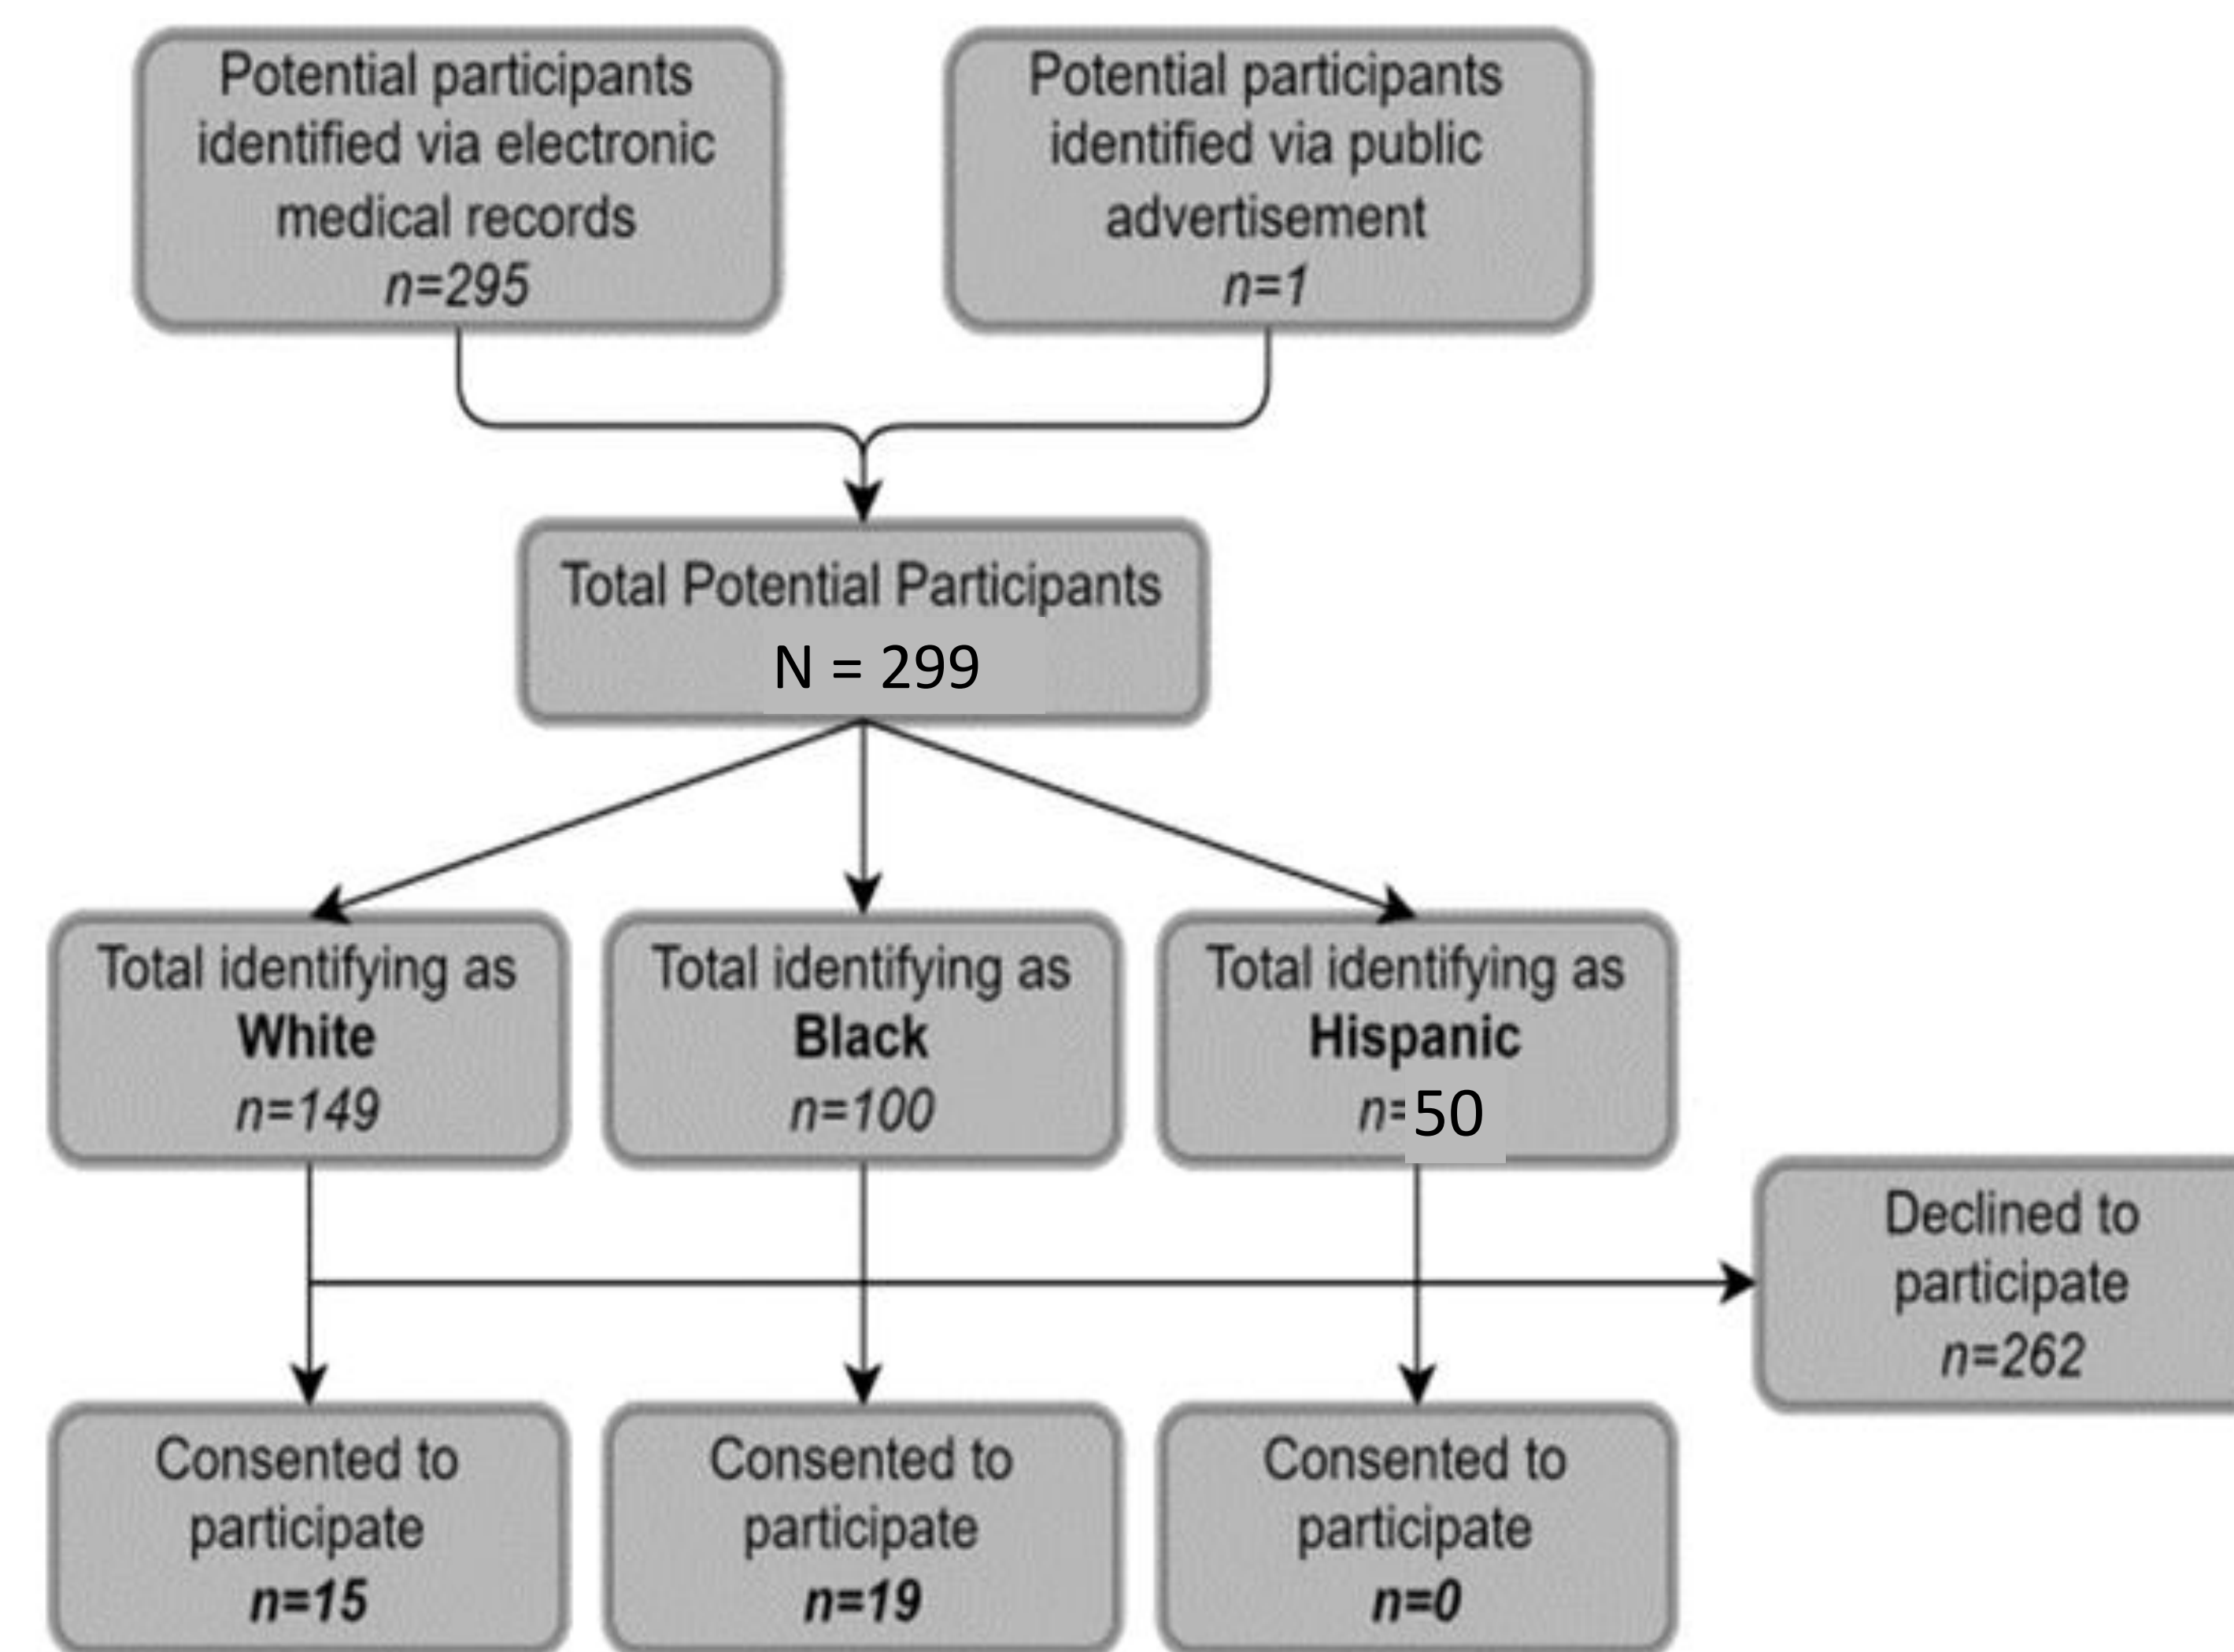 Potential participants
identified via electronic
medical records
n=295
Potential participants
identified via public
advertisement
n=1
Total Potential Participants
N = 299
Total identifying as
White
n=149
Total identifying as
Black
n=100
Total identifying as
Hispanic
n=50
Declined to
participate
n=262
Consented to
participate
n=15
Consented to
participate
n=19
Consented to
participate
n=0